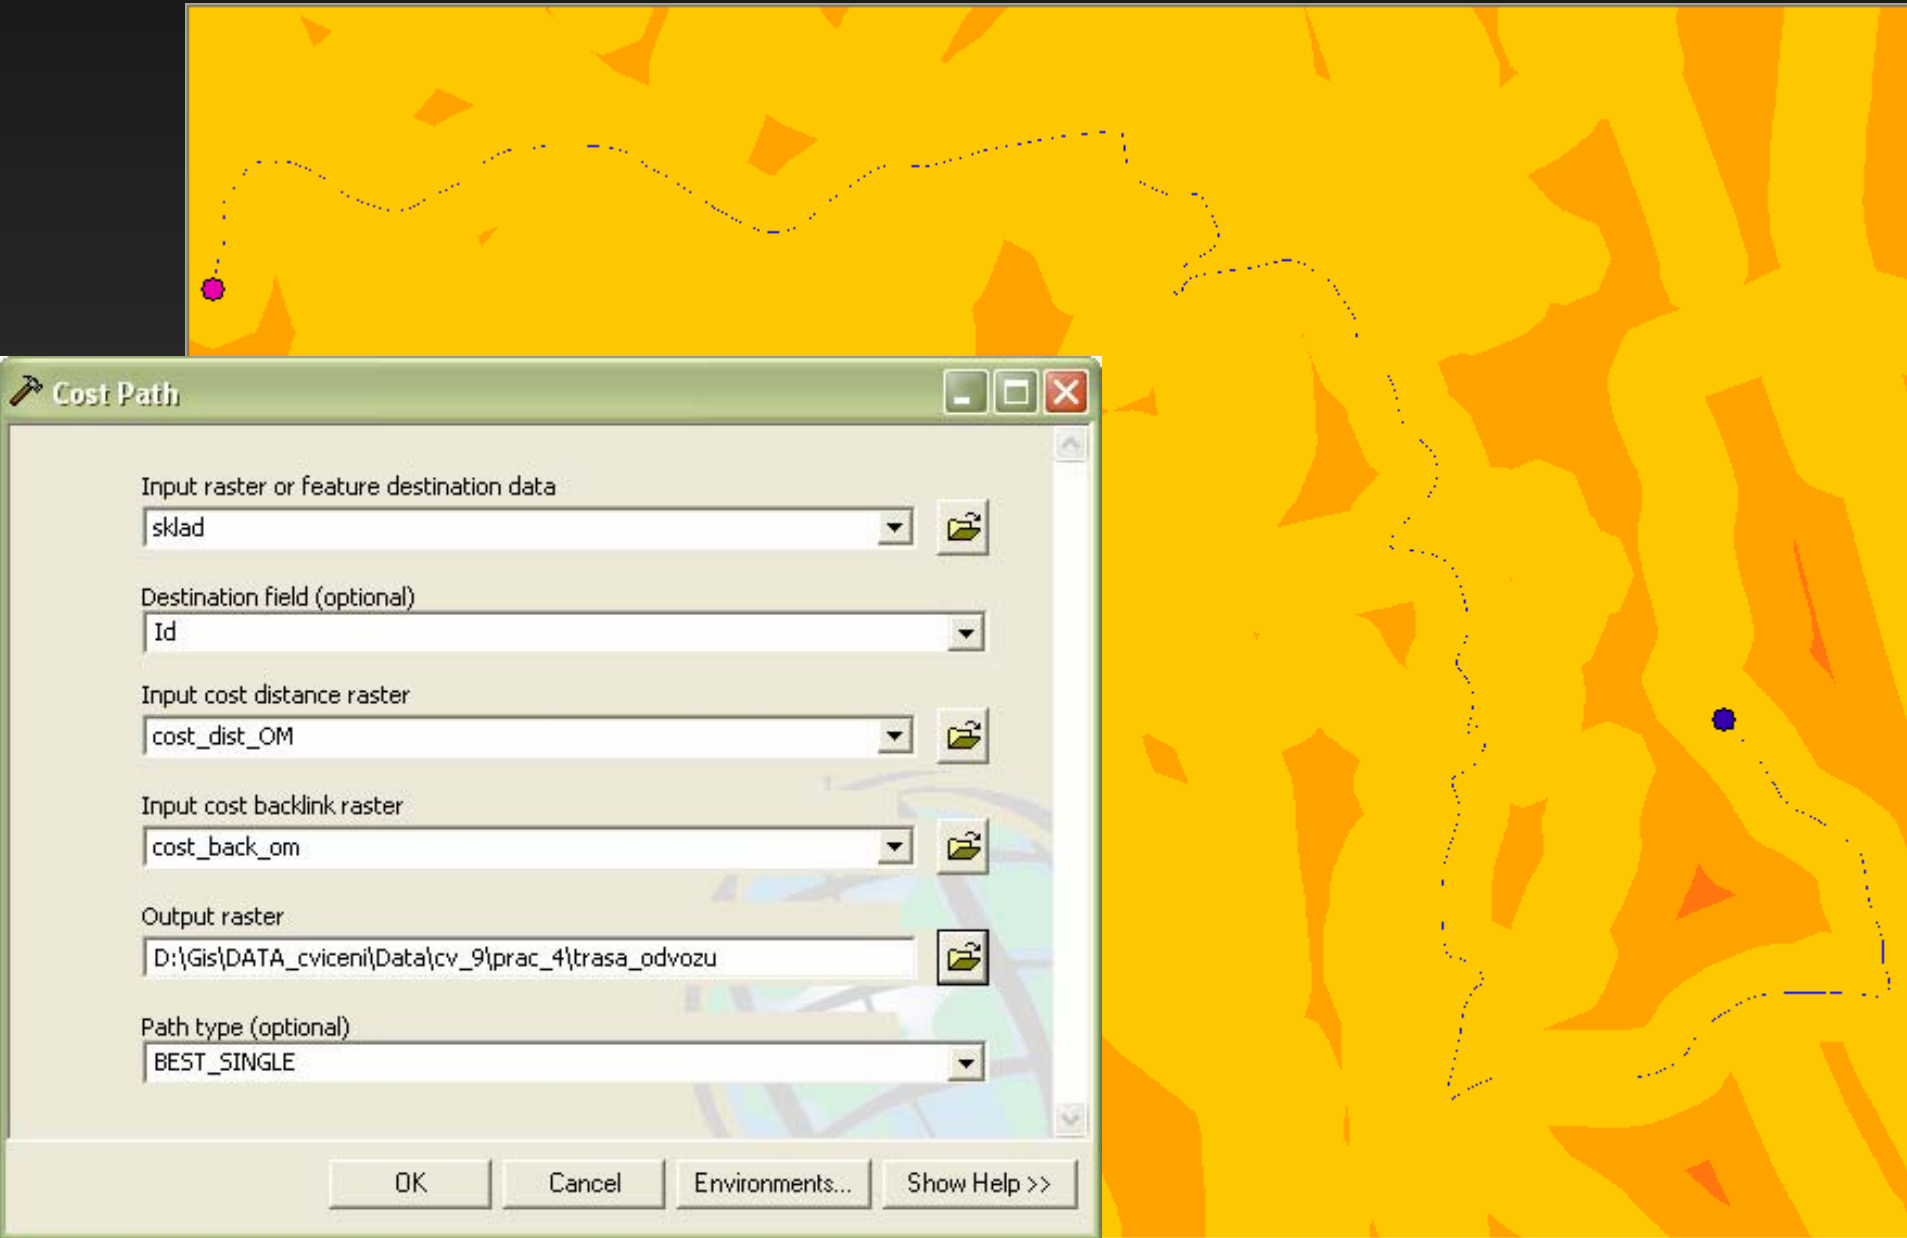 Cost Path
Input raster or feature destination data
sklad
Destination field (optional)
Id
Input cost distance raster
cost_dist_OM
Input cost backlink raster
cost_back_om
Output raster
D:\Gis\DATA_cviceni\Data\cv_9\prac_4\trasa_odvozu
Path type (optional)
BEST_SINGLE
OK
Cancel
Environments...
Show Help >>